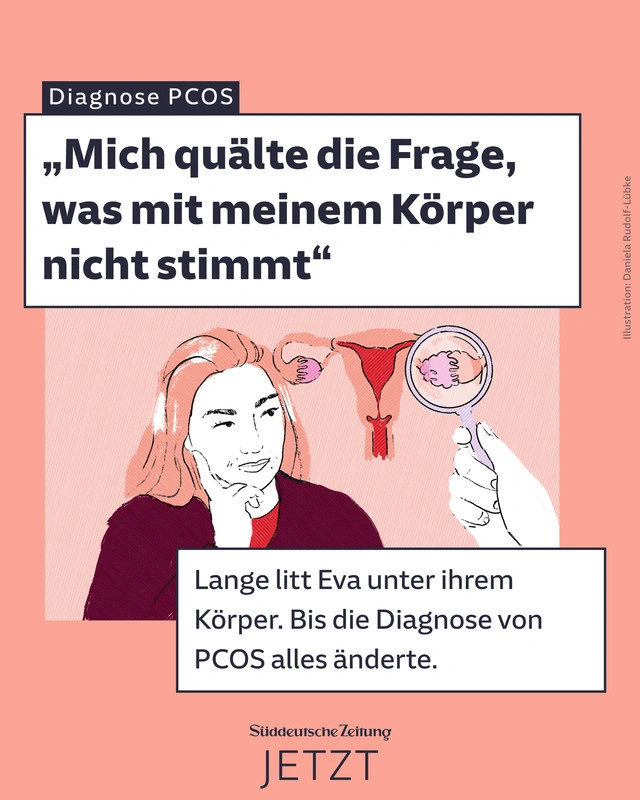 Diagnose PCOS
„Mich quälte die Frage,
was mit meinem Körper
nicht stimmt“
Illustration: Daniela Rudolf-Lübke
Lange litt Eva unter ihrem
Körper. Bis die Diagnose von
PCOS alles änderte.
Süddeutsche Zeitung
JETZT